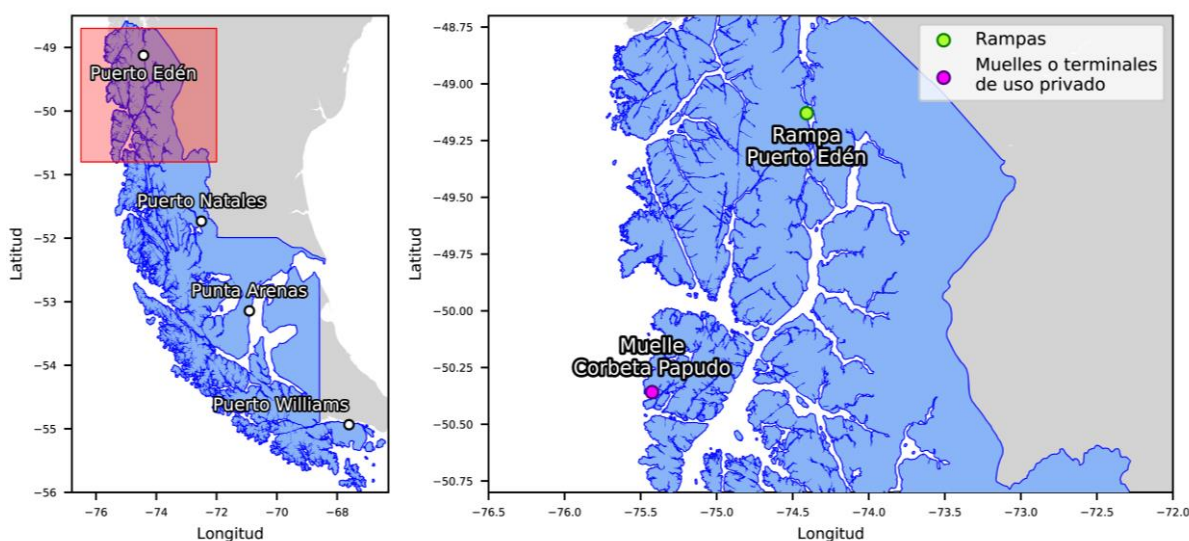 −49
−50
−51
−52
−53
−54
−55
−56
Latitud
−76
−74
−72
−70
−68
Longitud
Puerto Edén
Puerto Natales
Punta Arenas
Puerto Williams
−48.75
−49.00
−49.25
−49.50
−49.75
−50.00
−50.25
−50.50
−50.75
Latitud
−76.5
−76.0
−75.5
−75.0
−74.5
−74.0
−73.5
−73.0
−72.5
−72.0
Longitud
Rampas
Muelles o terminales
de uso privado
Rampa
Puerto Edén
Muelle
Corbeta Papudo